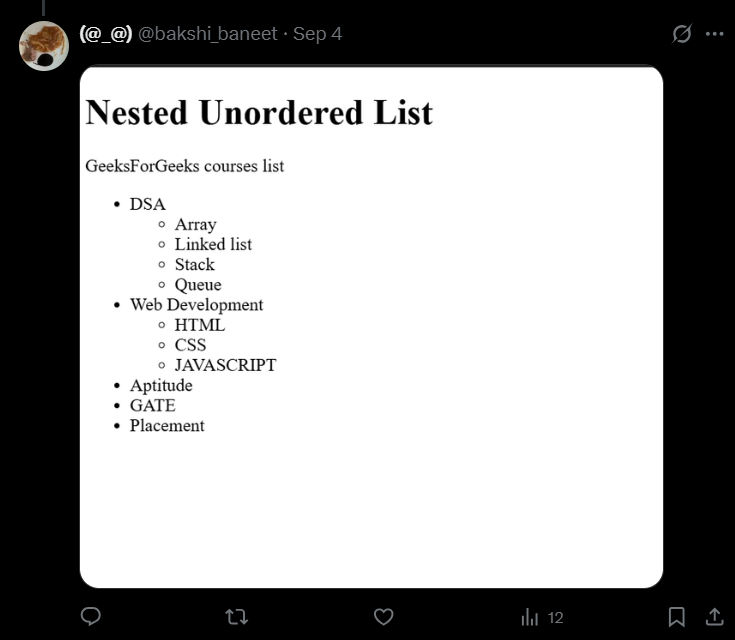 (@_@) @bakshi_baneet · Sep 4
Nested Unordered List
GeeksForGeeks courses list
• DSA
◦ Array
◦ Linked list
◦ Stack
◦ Queue
• Web Development
◦ HTML
◦ CSS
◦ JAVASCRIPT
• Aptitude
• GATE
• Placement
12